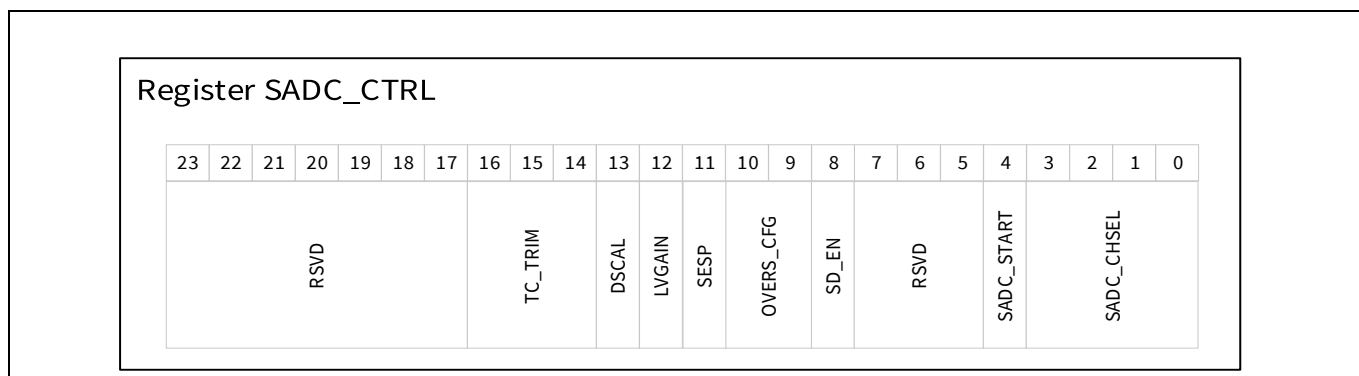 Register SADC_CTRL
23 22 21 20 19 18 17 16 15 14 13 12 11 10 9 8 7 6 5 4 3 2 1 0
RSVD TC_TRIM DSCAL LVGAIN SESP OVERS_CFG SD_EN RSVD SADC_START SADC_CHSEL